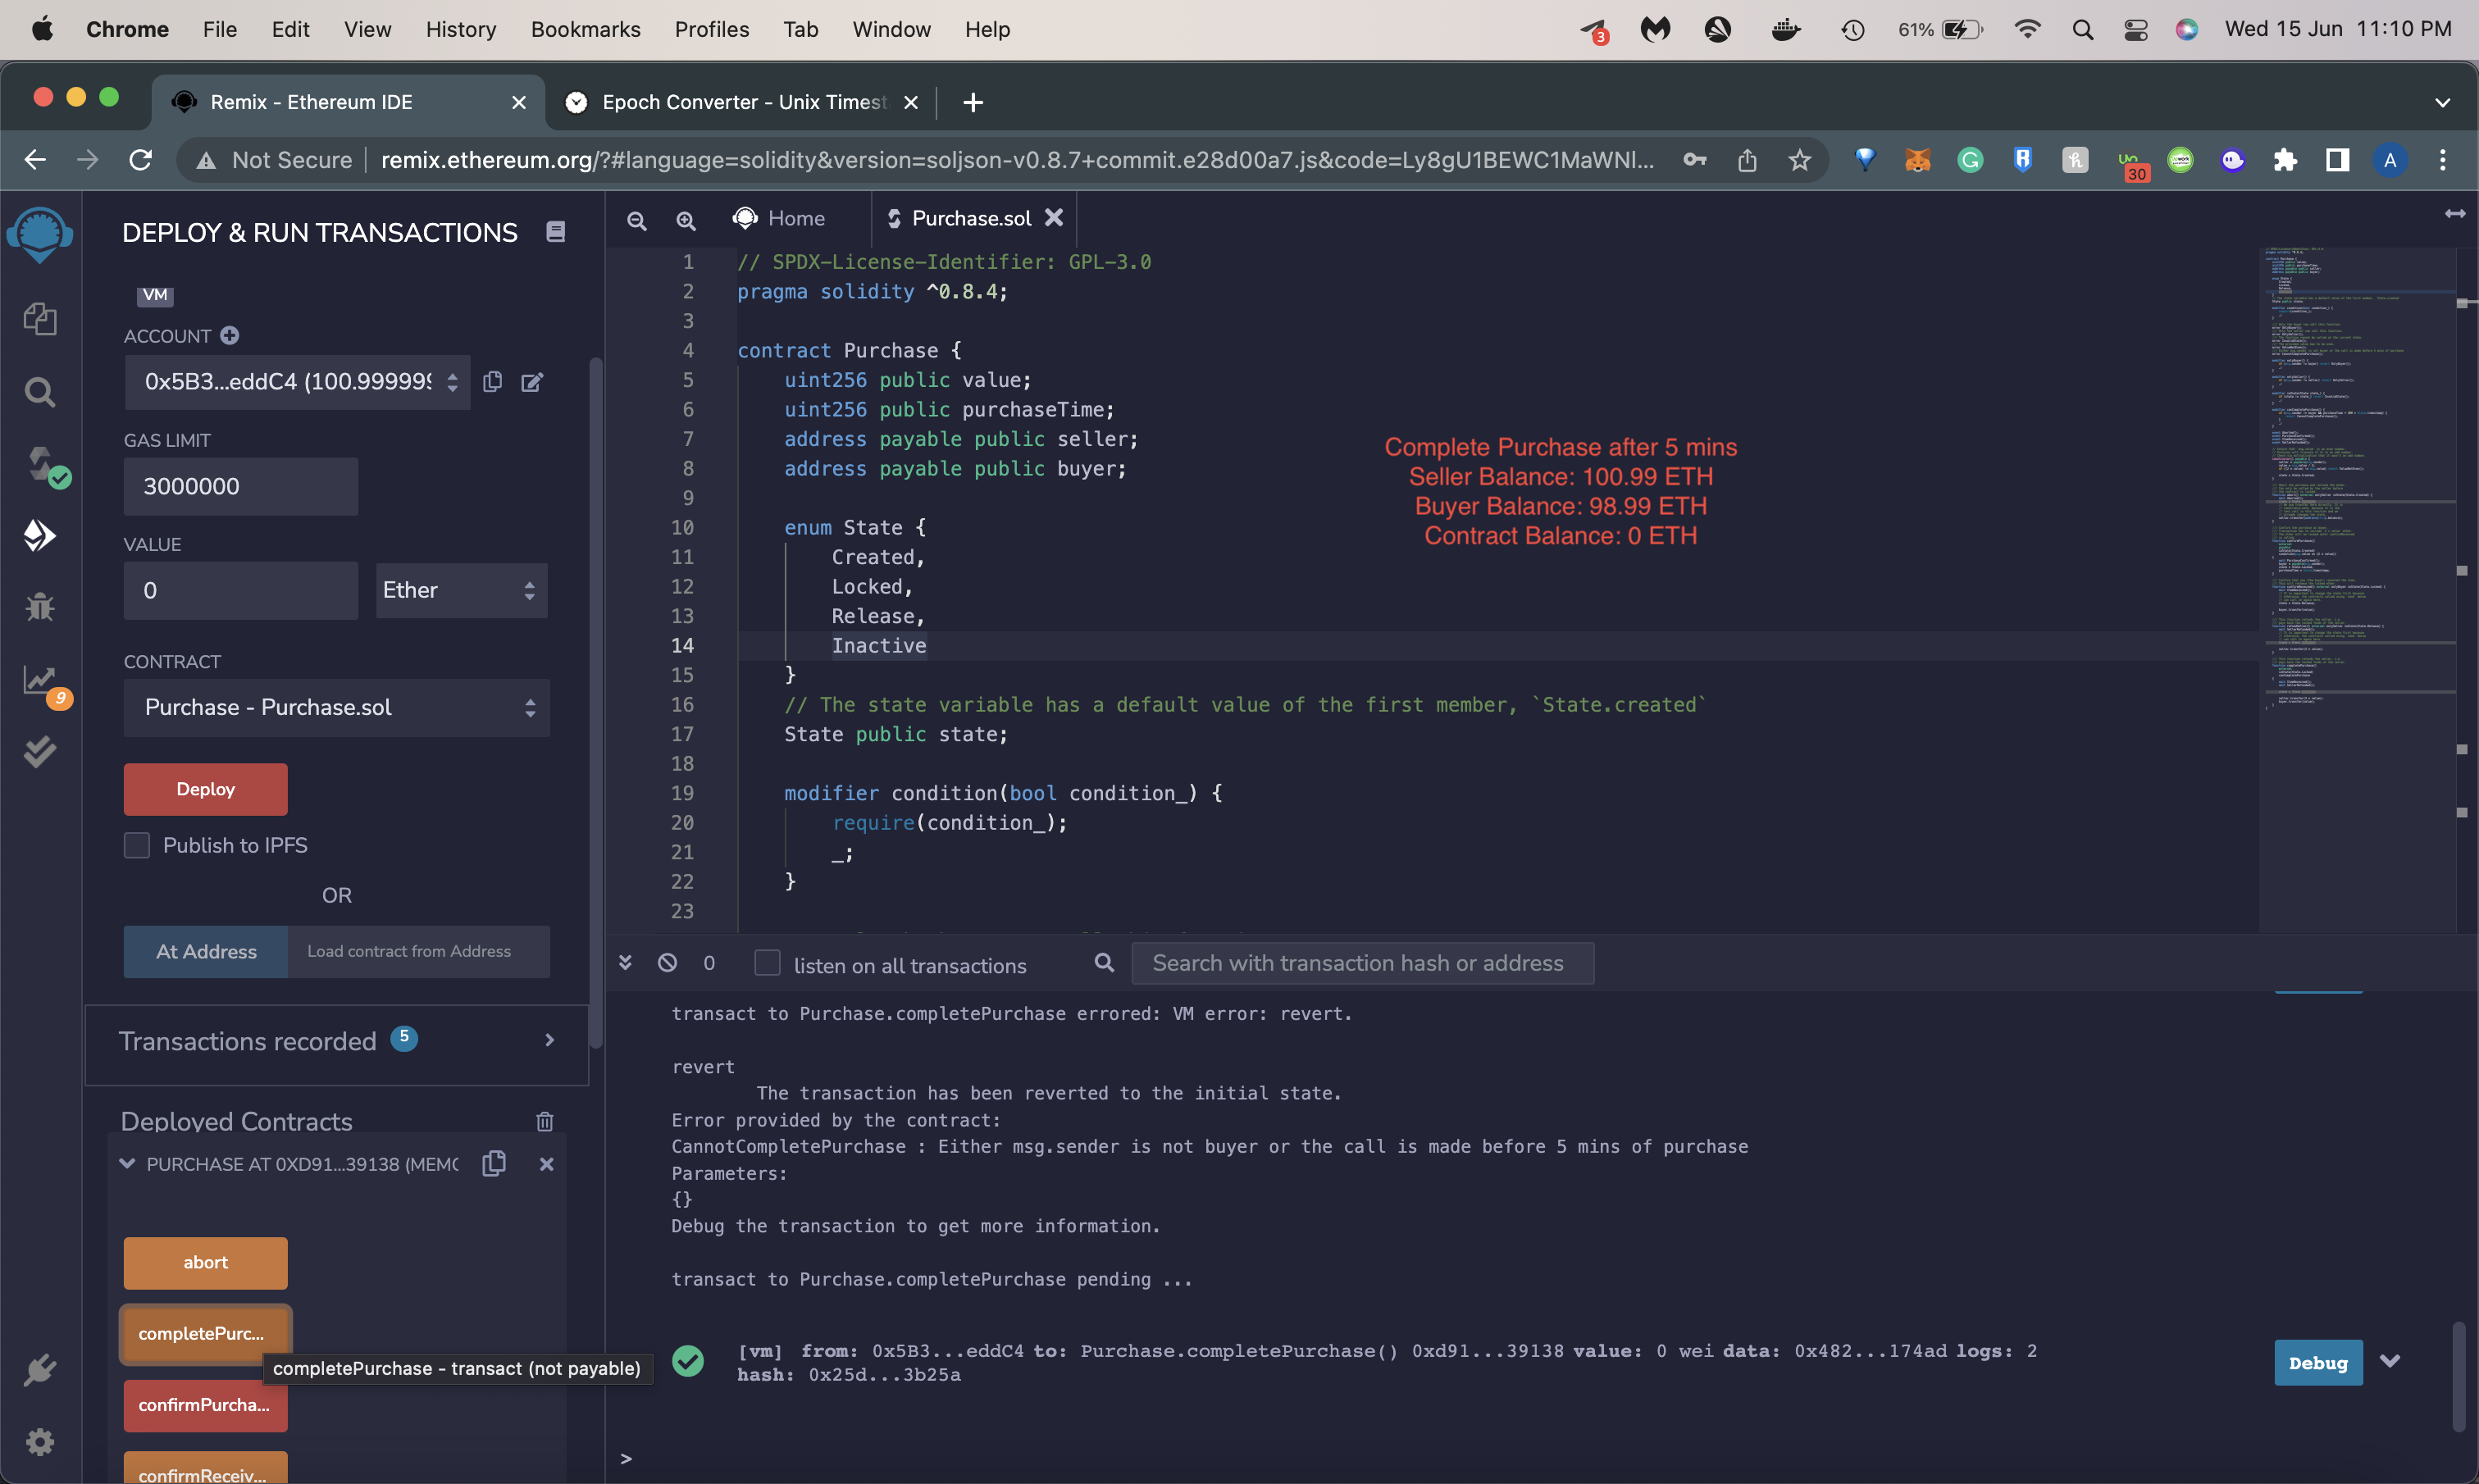 Chrome File Edit View History Bookmarks Profiles Tab Window Help 3 61% Wed 15 Jun 11:10 PM
Remix - Ethereum IDE Epoch Converter - Unix Timest
Not Secure remix.ethereum.org/?#language=solidity&version=soljson-v0.8.7+commit.e28d00a7.js&code=Ly8gU1BEWC1MaWNl... 30 A
DEPLOY & RUN TRANSACTIONS
VM
ACCOUNT
0x5B3...eddC4 (100.999999
GAS LIMIT
3000000
VALUE
0 Ether
CONTRACT
Purchase - Purchase.sol
Deploy
Publish to IPFS
OR
At Address Load contract from Address
Transactions recorded 5
Deployed Contracts
PURCHASE AT 0XD91...39138 (MEMO
abort
completePurc...
completePurchase - transact (not payable)
confirmPurcha...
confirmReceiv...
9
Home Purchase.sol
1 // SPDX-License-Identifier: GPL-3.0
2 pragma solidity ^0.8.4;
3
4 contract Purchase {
5 uint256 public value;
6 uint256 public purchaseTime;
7 address payable public seller;
8 address payable public buyer;
9
10 enum State {
11 Created,
12 Locked,
13 Release,
14 Inactive
15 }
16 // The state variable has a default value of the first member, `State.created`
17 State public state;
18
19 modifier condition(bool condition_) {
20 require(condition_);
21 _;
22 }
23
Complete Purchase after 5 mins
Seller Balance: 100.99 ETH
Buyer Balance: 98.99 ETH
Contract Balance: 0 ETH
0 listen on all transactions Search with transaction hash or address
transact to Purchase.completePurchase errored: VM error: revert.
revert
The transaction has been reverted to the initial state.
Error provided by the contract:
CannotCompletePurchase : Either msg.sender is not buyer or the call is made before 5 mins of purchase
Parameters:
{}
Debug the transaction to get more information.
transact to Purchase.completePurchase pending ...
[vm] from: 0x5B3...eddC4 to: Purchase.completePurchase() 0xd91...39138 value: 0 wei data: 0x482...174ad logs: 2
hash: 0x25d...3b25a
Debug
>